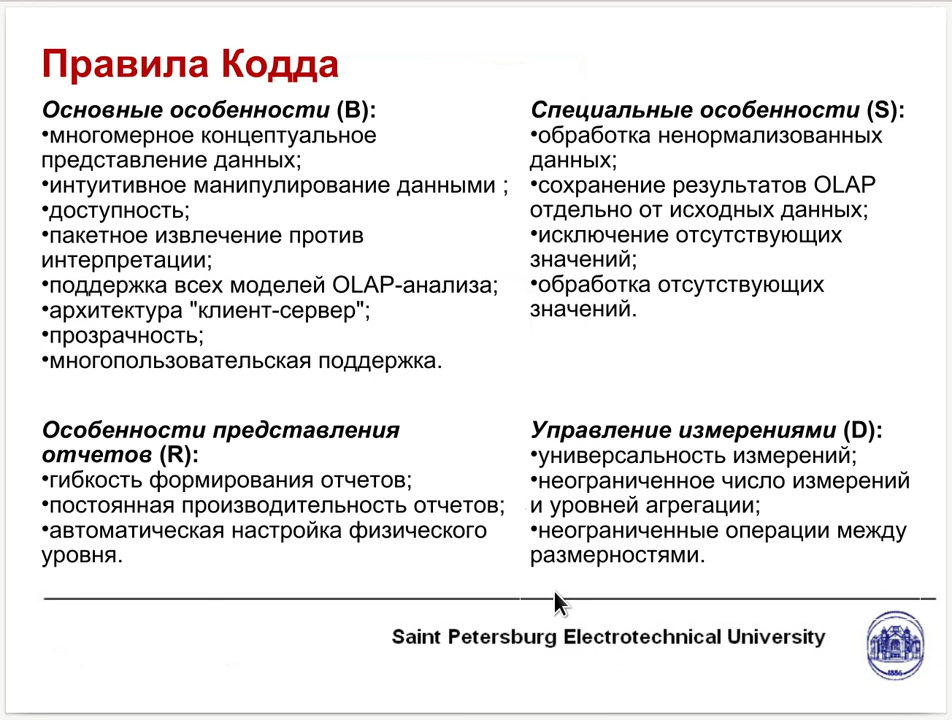 Правила Кодда
Основные особенности (B):
•многомерное концептуальное
представление данных;
•интуитивное манипулирование данными ;
•доступность;
•пакетное извлечение против
интерпретации;
•поддержка всех моделей OLAP-анализа;
•архитектура "клиент-сервер";
•прозрачность;
•многопользовательская поддержка.
Специальные особенности (S):
•обработка ненормализованных
данных;
•сохранение результатов OLAP
отдельно от исходных данных;
•исключение отсутствующих
значений;
•обработка отсутствующих
значений.
Особенности представления
отчетов (R):
•гибкость формирования отчетов;
•постоянная производительность отчетов;
•автоматическая настройка физического
уровня.
Управление измерениями (D):
•универсальность измерений;
•неограниченное число измерений
и уровней агрегации;
•неограниченные операции между
размерностями.
Saint Petersburg Electrotechnical University
1886